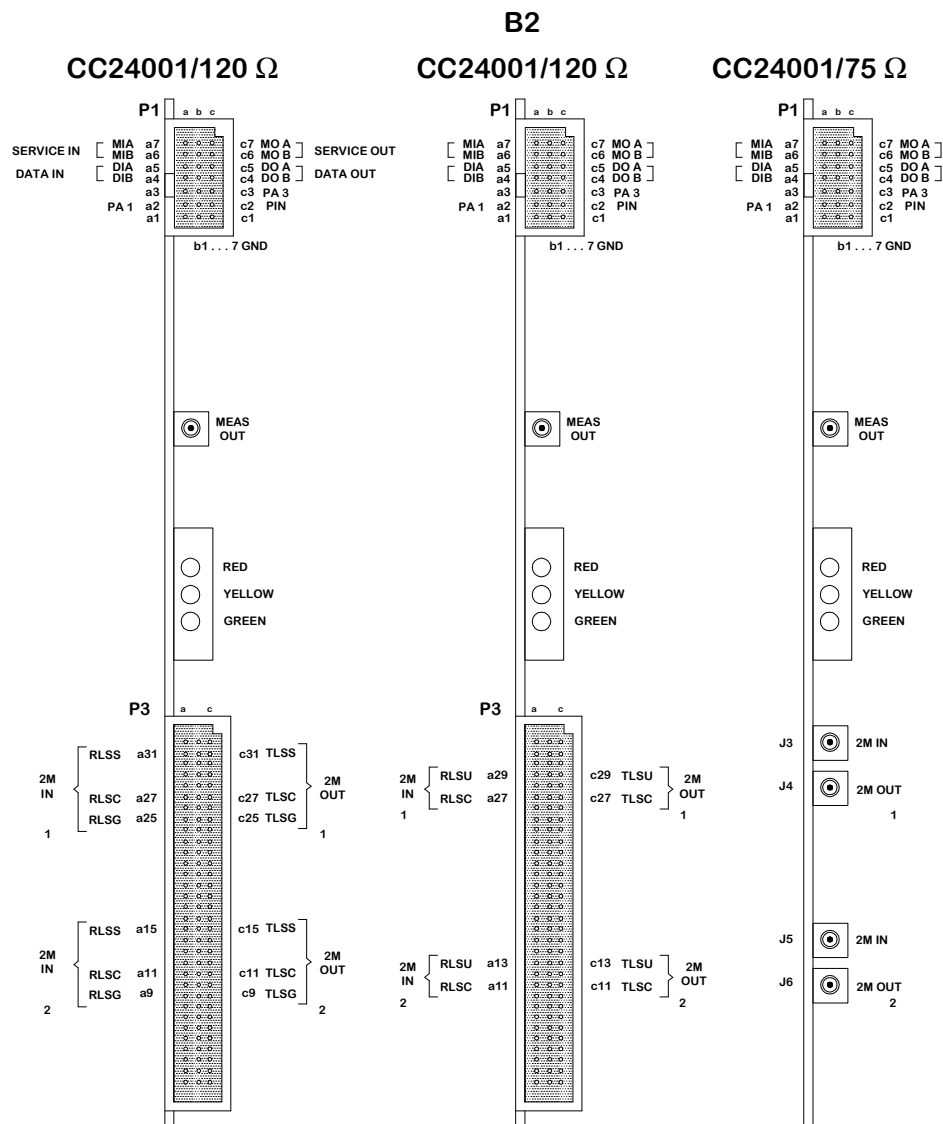 B2
CC24001/120 Ω
P1
a b c
SERVICE IN
MIA a7
MIB a6
DATA IN
DIA a5
DIB a4
a3
PA 1 a2
a1
c7 MO A
c6 MO B
SERVICE OUT
c5 DO A
c4 DO B
DATA OUT
c3 PA 3
c2 PIN
c1
b1 . . . 7 GND
MEAS
OUT
RED
YELLOW
GREEN
P3
a c
2M
IN
1
RLSS a31
RLSC a27
RLSG a25
c31 TLSS
c27 TLSC
c25 TLSG
2M
OUT
1
2M
IN
2
RLSS a15
RLSC a11
RLSG a9
c15 TLSS
c11 TLSC
c9 TLSG
2M
OUT
2
CC24001/120 Ω
P1
a b c
MIA a7
MIB a6
DIA a5
DIB a4
a3
PA 1 a2
a1
c7 MO A
c6 MO B
c5 DO A
c4 DO B
c3 PA 3
c2 PIN
c1
b1 . . . 7 GND
MEAS
OUT
RED
YELLOW
GREEN
P3
a c
2M
IN
1
RLSU a29
RLSC a27
c29 TLSU
c27 TLSC
2M
OUT
1
2M
IN
2
RLSU a13
RLSC a11
c13 TLSU
c11 TLSC
2M
OUT
2
CC24001/75 Ω
P1
a b c
MIA a7
MIB a6
DIA a5
DIB a4
a3
PA 1 a2
a1
c7 MO A
c6 MO B
c5 DO A
c4 DO B
c3 PA 3
c2 PIN
c1
b1 . . . 7 GND
MEAS
OUT
RED
YELLOW
GREEN
J3 2M IN
J4 2M OUT
1
J5 2M IN
J6 2M OUT
2